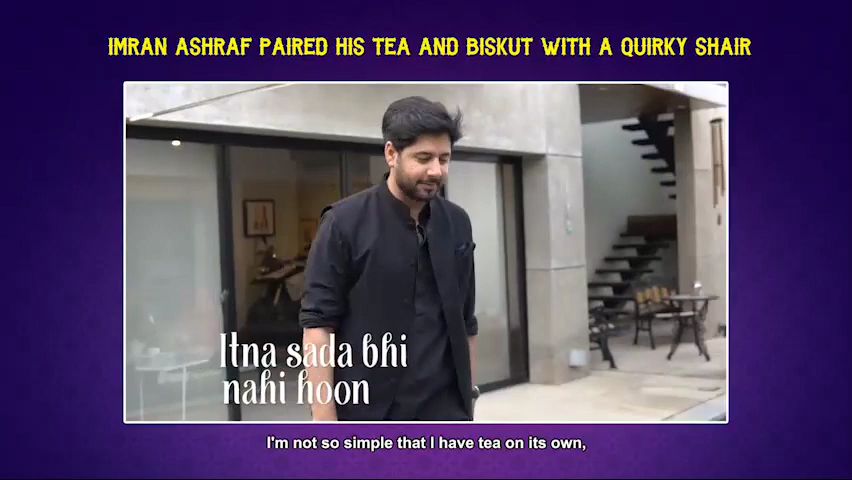 IMRAN ASHRAF PAIRED HIS TEA AND BISKUT WITH A QUIRKY SHAIR
Itna sada bhi
nahi hoon
I'm not so simple that I have tea on its own,